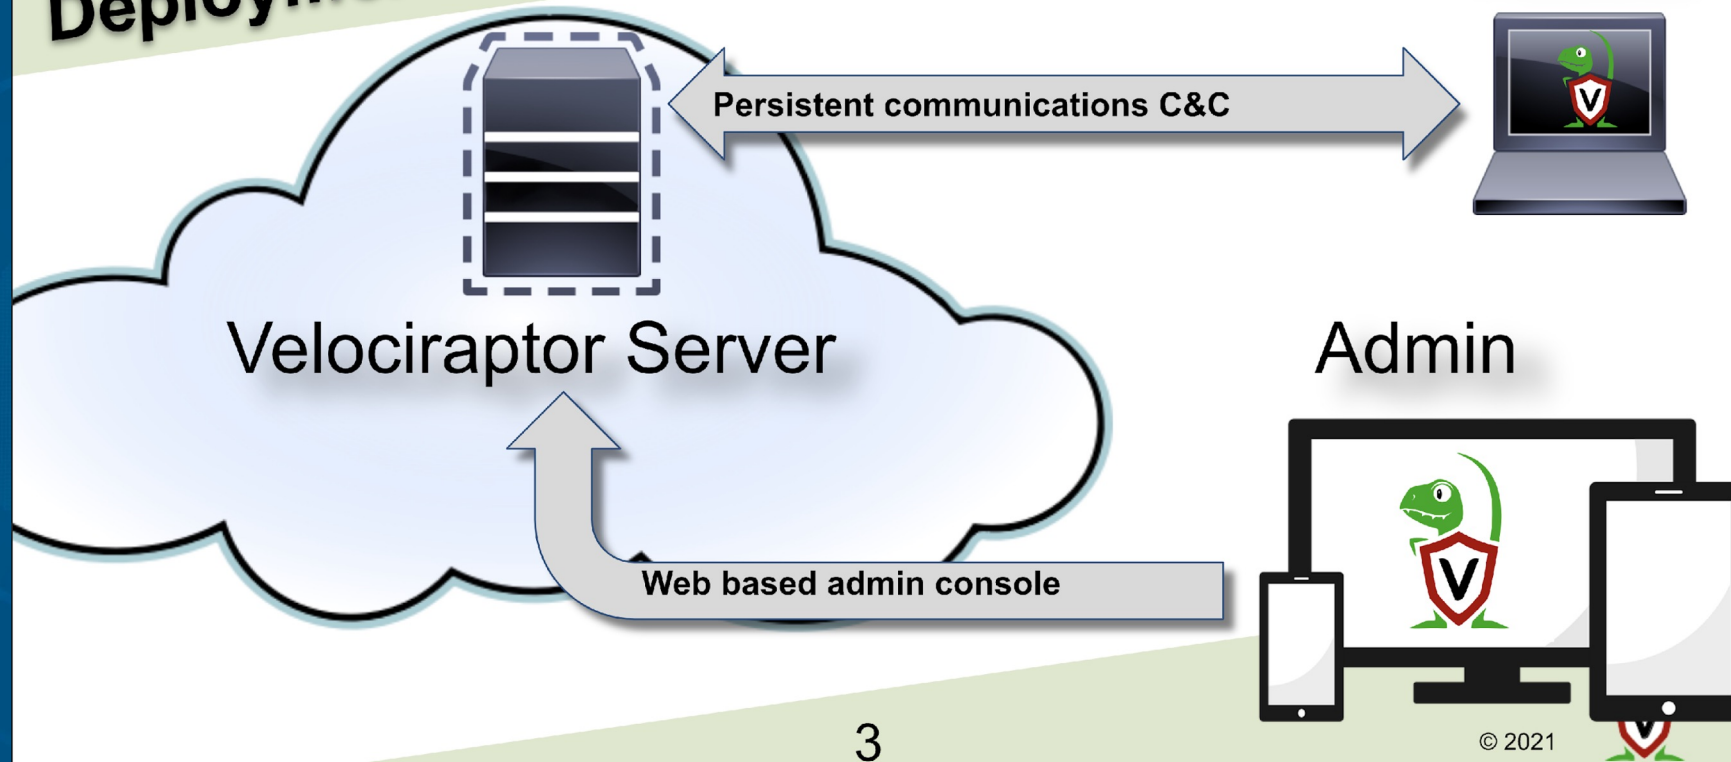 Persistent communications C&C
V
Velociraptor Server
Admin
V
Web based admin console
3
© 2021
V